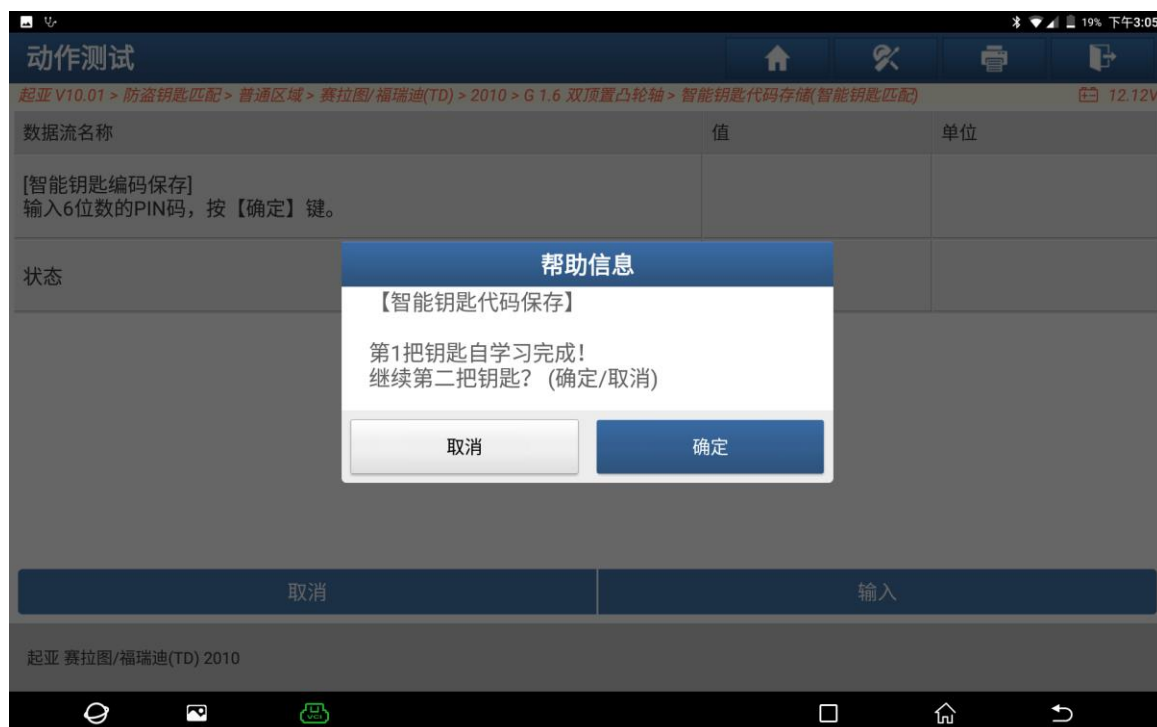 19% 下午3:05
动作测试
起亚 V10.01 > 防盗钥匙匹配 > 普通区域 > 赛拉图/福瑞迪(TD) > 2010 > G 1.6 双顶置凸轮轴 > 智能钥匙代码存储(智能钥匙匹配) 12.12V
数据流名称 值 单位
[智能钥匙编码保存]
输入6位数的PIN码，按【确定】键。
状态
帮助信息
【智能钥匙代码保存】
第1把钥匙自学习完成！
继续第二把钥匙？ (确定/取消)
取消 确定
取消 输入
起亚 赛拉图/福瑞迪(TD) 2010
VCI